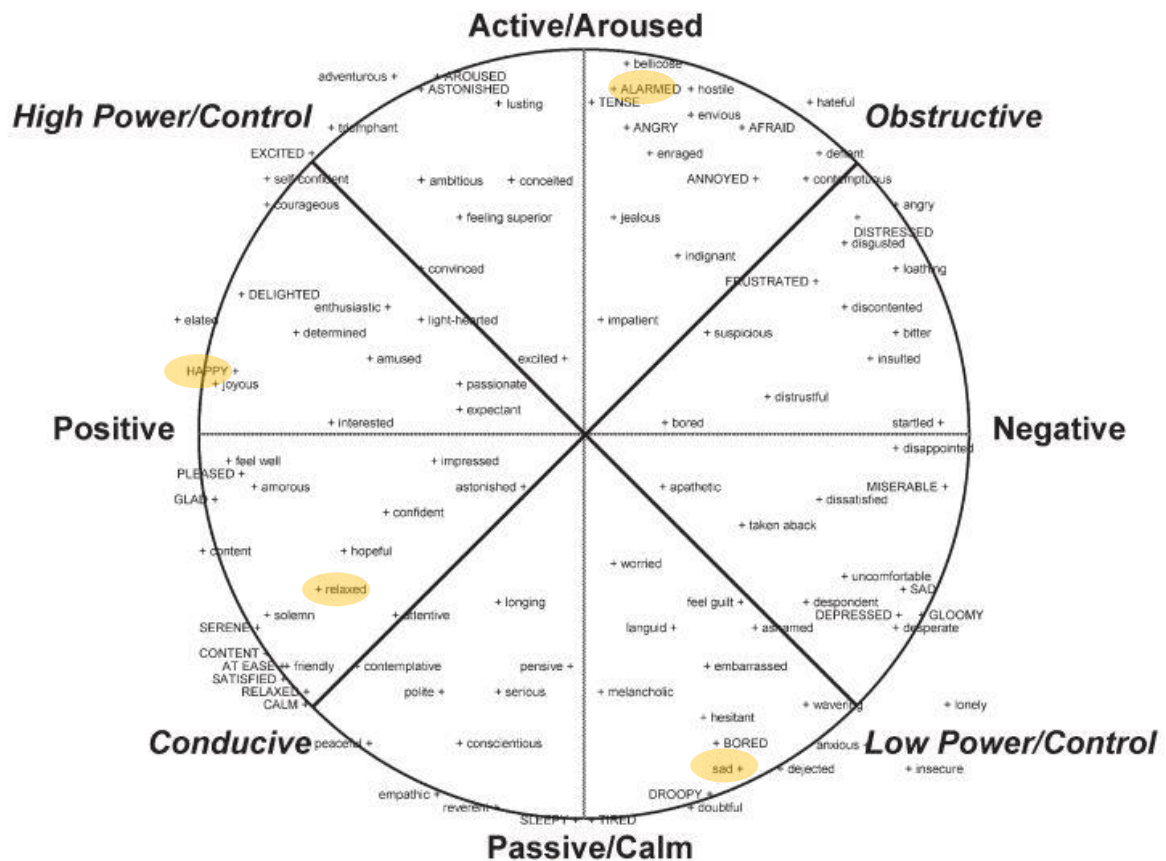 Active/Aroused
+ bellicose
adventurous +
+ AROUSED
+ ASTONISHED
+ ALARMED
+ hostile
+ lusting
+ TENSE
+ hateful
High Power/Control
+ envious
Obstructive
+ triumphant
+ ANGRY
+ AFRAID
EXCITED +
+ enraged
+ defiant
+ self confident
+ ambitious
+ conceited
ANNOYED +
+ contemptuous
+ courageous
+ angry
+ feeling superior
+ jealous
+
DISTRESSED
+ disgusted
+ indignant
+ convinced
+ loathing
FRUSTRATED +
+ DELIGHTED
enthusiastic +
+ discontented
+ elated
+ light-hearted
+ impatient
+ determined
+ suspicious
+ bitter
+ amused
excited +
+ insulted
HAPPY +
+ joyous
+ passionate
+ distrustful
+ expectant
Positive
+ interested
+ bored
startled +
Negative
+ disappointed
+ feel well
+ impressed
PLEASED +
+ amorous
astonished +
+ apathetic
MISERABLE +
GLAD +
+ dissatisfied
+ confident
+ taken aback
+ content
+ hopeful
+ worried
+ uncomfortable
+ relaxed
+ SAD
+ longing
feel guilt +
+ despondent
+ solemn
+ attentive
DEPRESSED +
+ GLOOMY
SERENE +
languid +
+ ashamed
+ desperate
CONTENT +
AT EASE +
+ friendly
+ contemplative
pensive +
+ embarrassed
SATISFIED +
RELAXED +
polite +
+ serious
+ melancholic
CALM +
+ wavering
+ lonely
+ hesitant
Conducive
peaceful +
+ conscientious
+ BORED
anxious +
Low Power/Control
sad +
+ dejected
+ insecure
empathic +
DROOPY +
reverent +
+ doubtful
SLEEPY +
+ TIRED
Passive/Calm